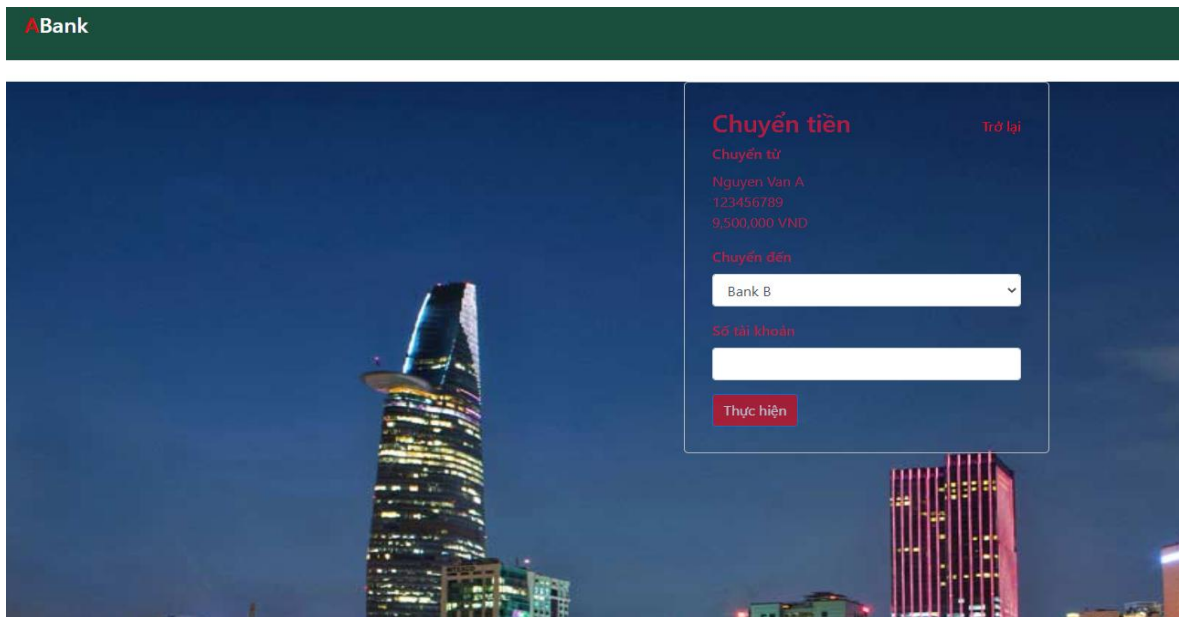 ABank
Chuyển tiền
Trở lại
Chuyển từ
Nguyen Van A
123456789
9,500,000 VND
Chuyển đến
Bank B
Số tài khoản
Thực hiện